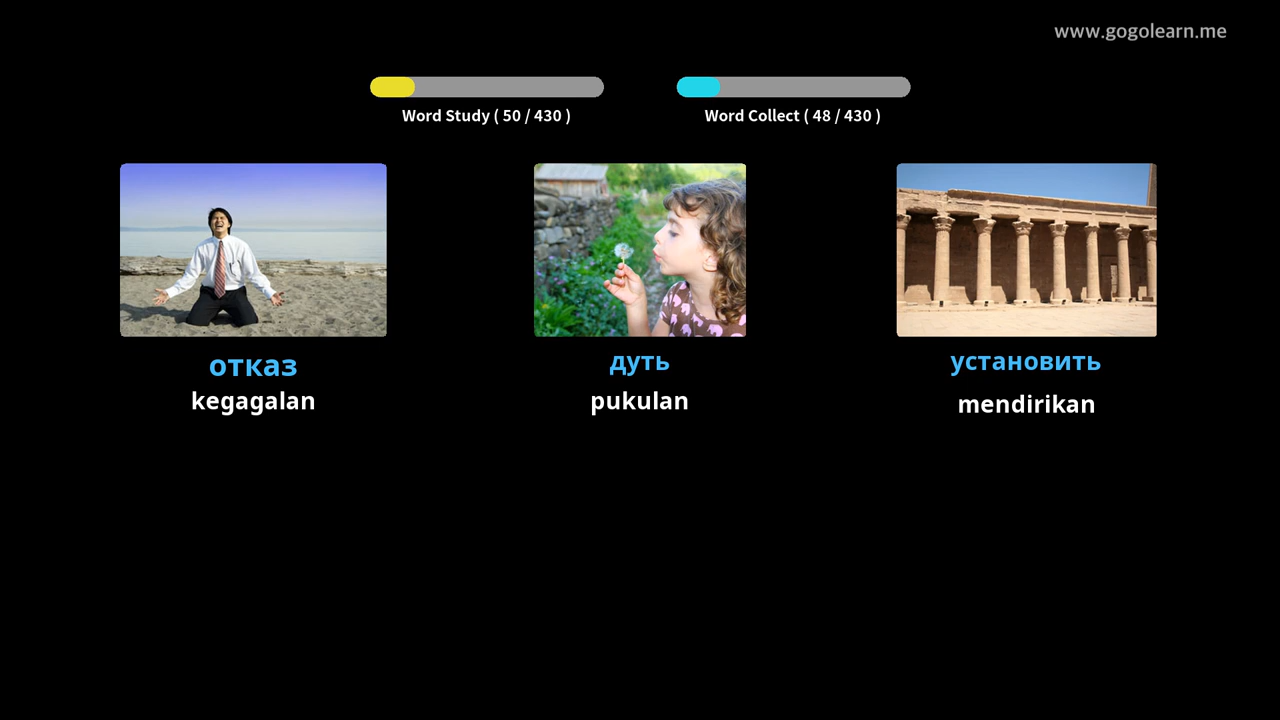 www.gogolearn.me
Word Study ( 50 / 430 )
Word Collect ( 48 / 430 )
отказ
kegagalan
дуть
pukulan
установить
mendirikan